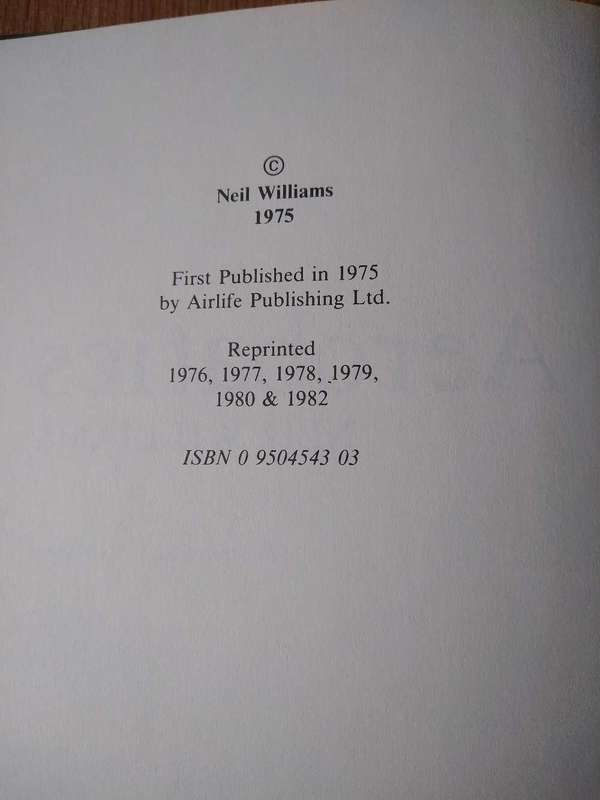 ©
Neil Williams
1975
First Published in 1975
by Airlife Publishing Ltd.
Reprinted
1976, 1977, 1978, 1979,
1980 & 1982
ISBN 0 9504543 03